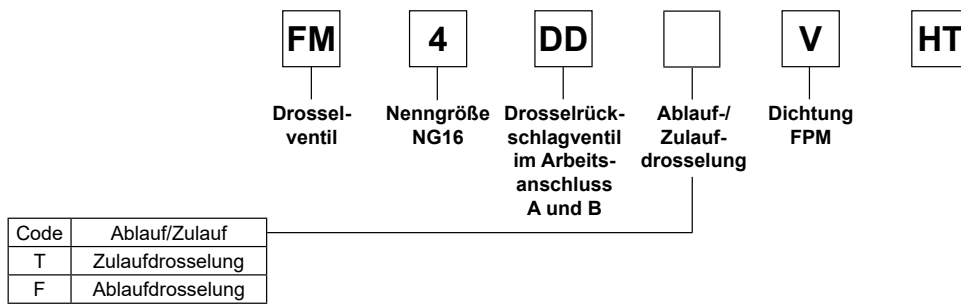 FM 4 DD V HT
Drossel-
ventil
Nenngröße
NG16
Drosselrück-
schlagventil
im Arbeits-
anschluss
A und B
Ablauf-/
Zulauf-
drosselung
Dichtung
FPM
Code Ablauf/Zulauf
T Zulaufdrosselung
F Ablaufdrosselung